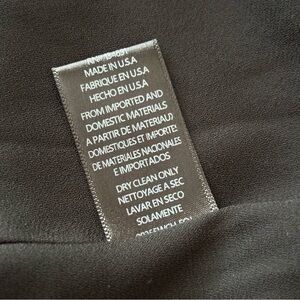 MADE IN U.S.A
FABRIQUE EN U.S.A
HECHO EN U.S.A
FROM IMPORTED AND
DOMESTIC MATERIALS
A PARTIR DE MATERIAUX
DOMESTIQUES ET IMPORTES
DE MATERIALES NACIONALES
E IMPORTADOS
DRY CLEAN ONLY
NETTOYAGE A SEC
LAVAR EN SECO
SOLAMENTE